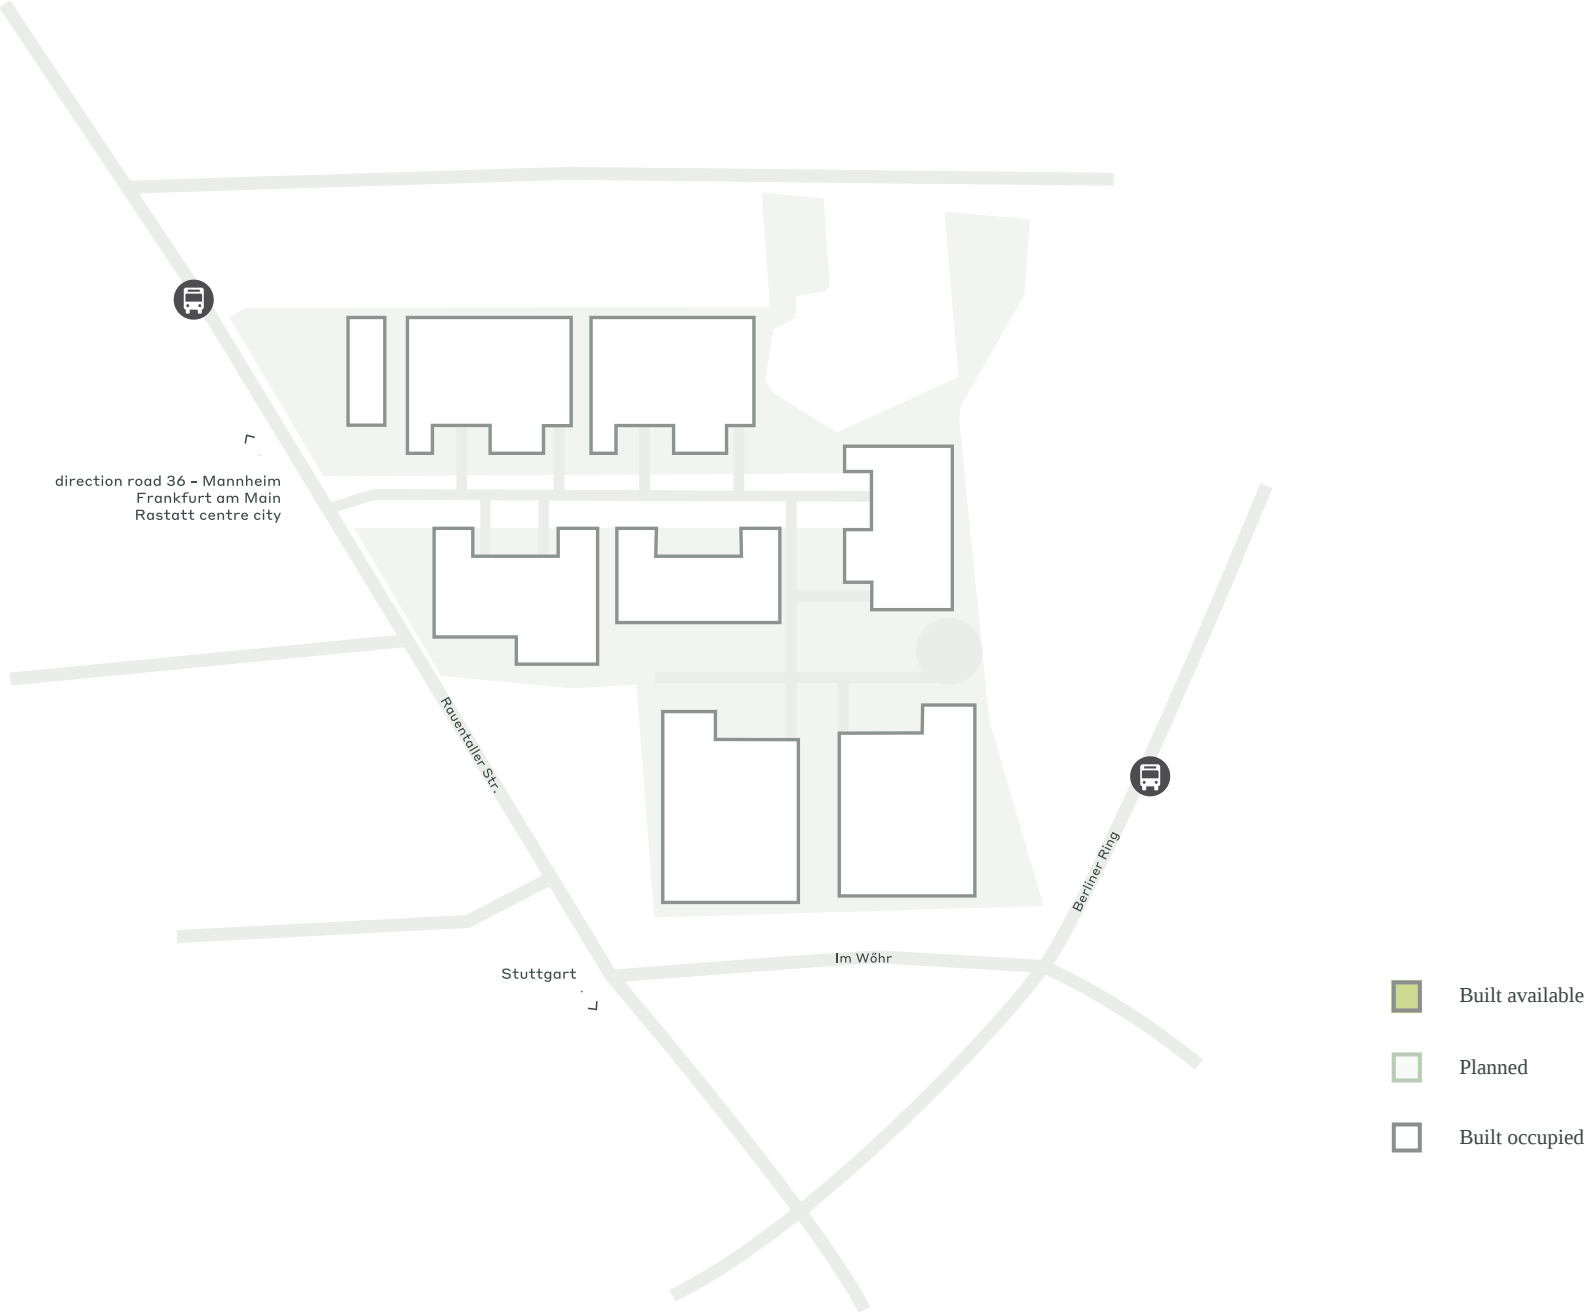 direction road 36 - Mannheim
Frankfurt am Main
Rastatt centre city
Rauentaller Str.
Berliner Ring
Im Wőhr
Stuttgart
Built available
Planned
Built occupied